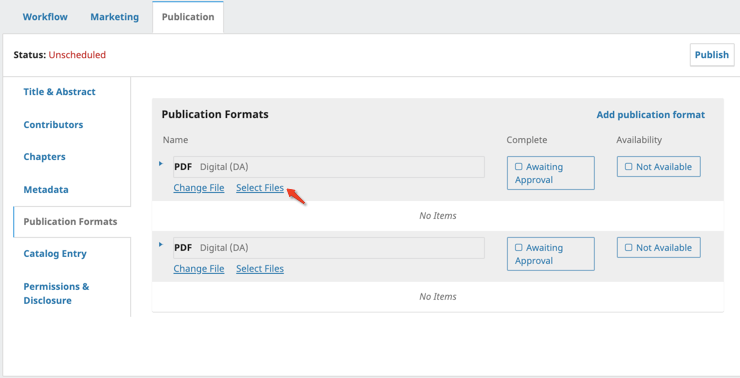 Workflow Marketing Publication
Status: Unscheduled Publish
Title & Abstract
Contributors
Chapters
Metadata
Publication Formats
Catalog Entry
Permissions &
Disclosure
Publication Formats Add publication format
Name Complete Availability
PDF Digital (DA) Awaiting Approval Not Available
Change File Select Files
No Items
PDF Digital (DA) Awaiting Approval Not Available
Change File Select Files
No Items